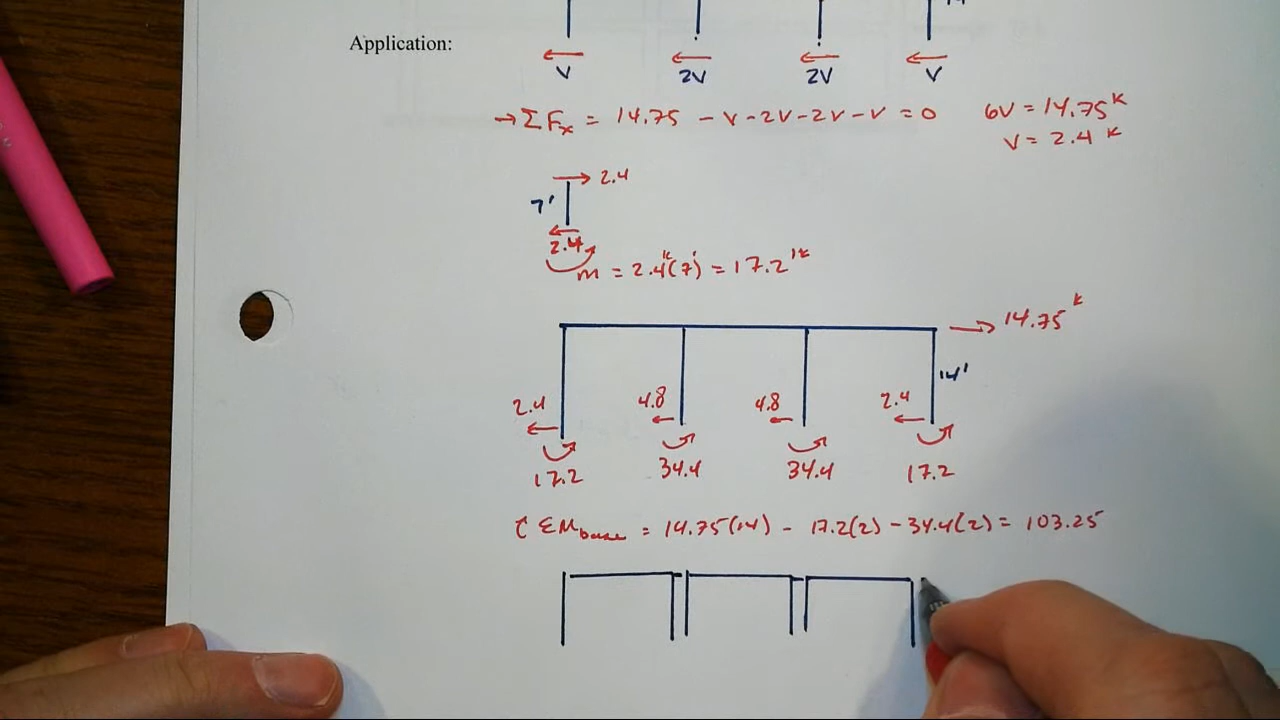 Application:
V 2V 2V V
→ΣFx = 14.75 - V - 2V - 2V - V = 0 6V = 14.75ᵏ
V = 2.4 ᵏ
2.4
7'
2.4
m = 2.4ᵏ(7') = 17.2'ᵏ
14.75ᵏ
14'
2.4 4.8 4.8 2.4
17.2 34.4 34.4 17.2
ΣMbase = 14.75(14) - 17.2(2) - 34.4(2) = 103.25